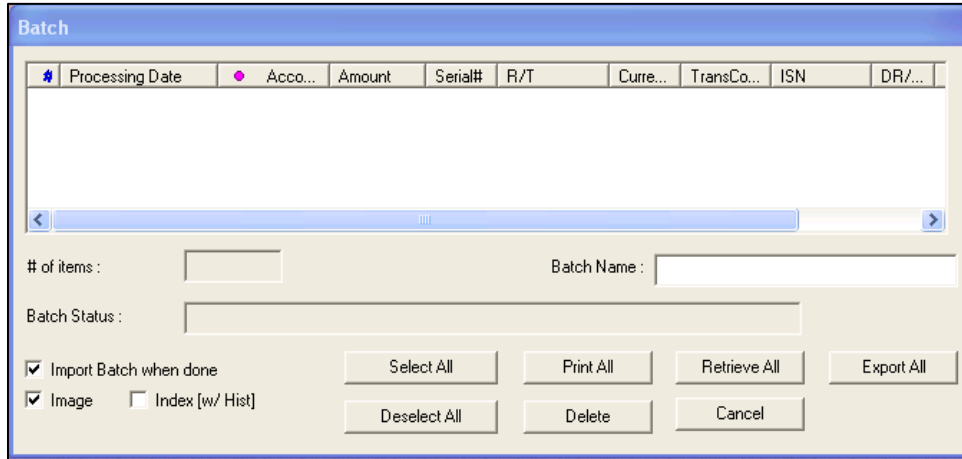 Batch
# Processing Date Acco... Amount Serial# R/T Curre... TransCo... ISN DR/...
# of items : Batch Name :
Batch Status :
Import Batch when done Select All Print All Retrieve All Export All
Image Index [w/ Hist] Deselect All Delete Cancel